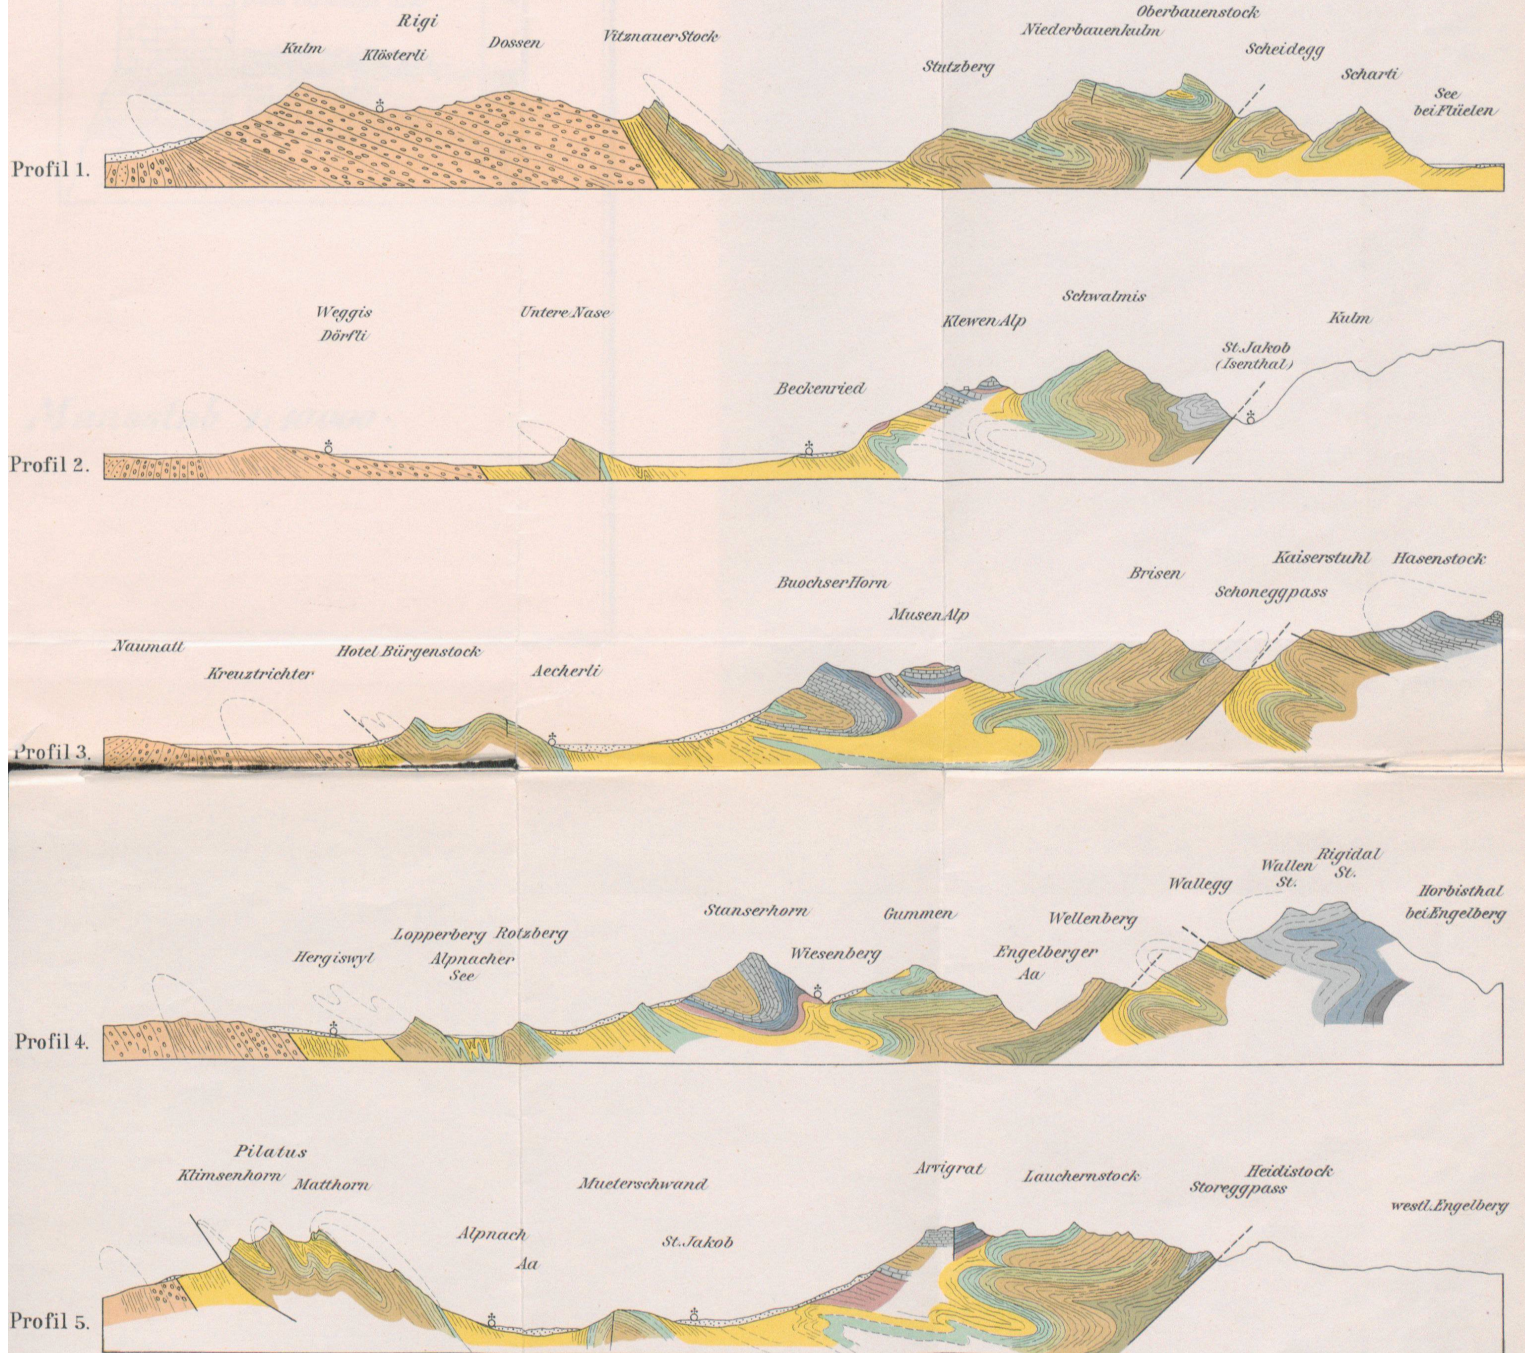 Rigi
Kulm Klösterli Dossen Vitznauer Stock Stutzberg Niederbauenkulm Oberbauenstock Scheidegg Scharti See bei Flüelen
Profil 1.
Weggis Dörfli Untere Nase Beckenried Klewen Alp Schwalmis St. Jakob (Isenthal) Kulm
Profil 2.
Naumatt Kreuztrichter Hotel Bürgenstock Aecherli Buochser Horn Musen Alp Brisen Schoneggpass Kaiserstuhl Hasenstock
Profil 3.
Hergiswyl Lopperberg Alpnacher See Rotzberg Stanserhorn Wiesenberg Gummen Engelberger Aa Wellenberg Wallegg Wallen St. Rigidal St. Horbisthal bei Engelberg
Profil 4.
Pilatus
Klimsenhorn Matthorn Alpnach Aa Mueterschwand St. Jakob Arvigrat Lauchernstock Storeggpass Heidistock westl. Engelberg
Profil 5.